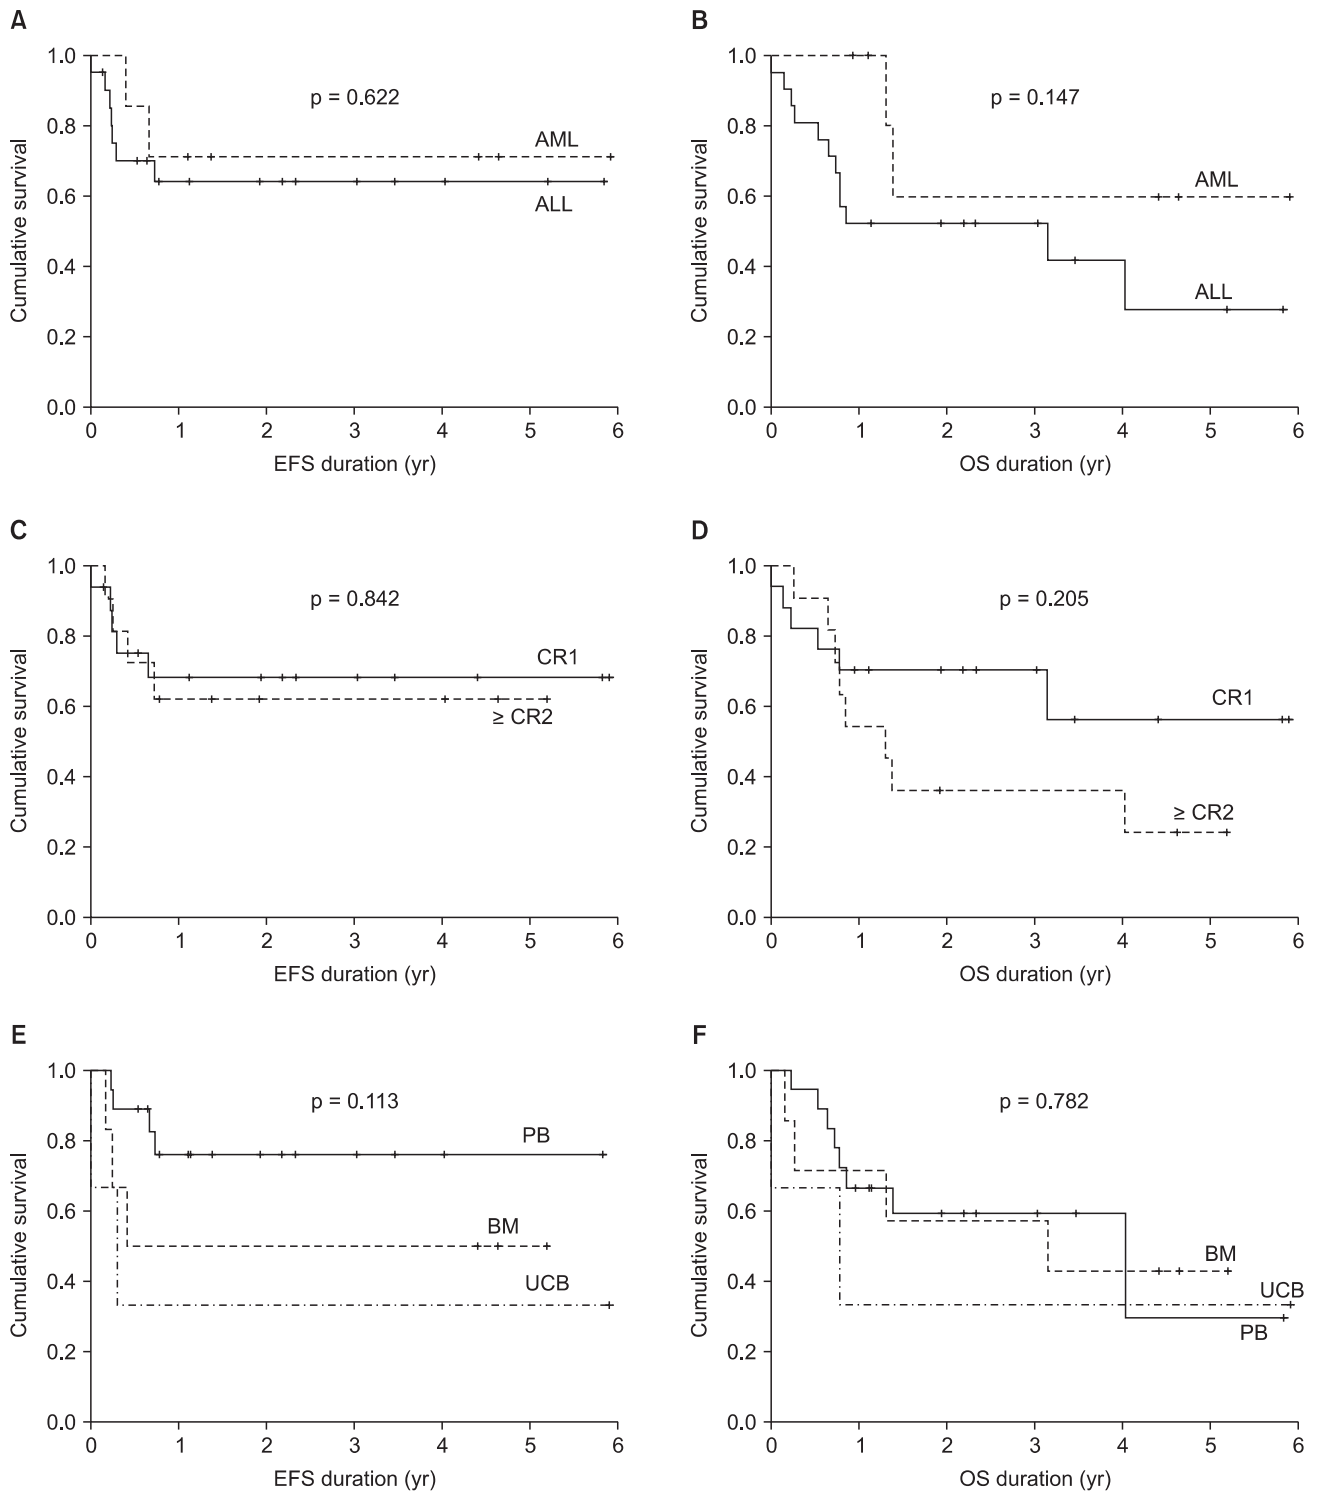 A
Cumulative survival
1.0
0.8
0.6
0.4
0.2
0.0
p = 0.622
AML
ALL
0 1 2 3 4 5 6
EFS duration (yr)
B
Cumulative survival
1.0
0.8
0.6
0.4
0.2
0.0
p = 0.147
AML
ALL
0 1 2 3 4 5 6
OS duration (yr)
C
Cumulative survival
1.0
0.8
0.6
0.4
0.2
0.0
p = 0.842
CR1
≥ CR2
0 1 2 3 4 5 6
EFS duration (yr)
D
Cumulative survival
1.0
0.8
0.6
0.4
0.2
0.0
p = 0.205
CR1
≥ CR2
0 1 2 3 4 5 6
OS duration (yr)
E
Cumulative survival
1.0
0.8
0.6
0.4
0.2
0.0
p = 0.113
PB
BM
UCB
0 1 2 3 4 5 6
EFS duration (yr)
F
Cumulative survival
1.0
0.8
0.6
0.4
0.2
0.0
p = 0.782
BM
UCB
PB
0 1 2 3 4 5 6
OS duration (yr)